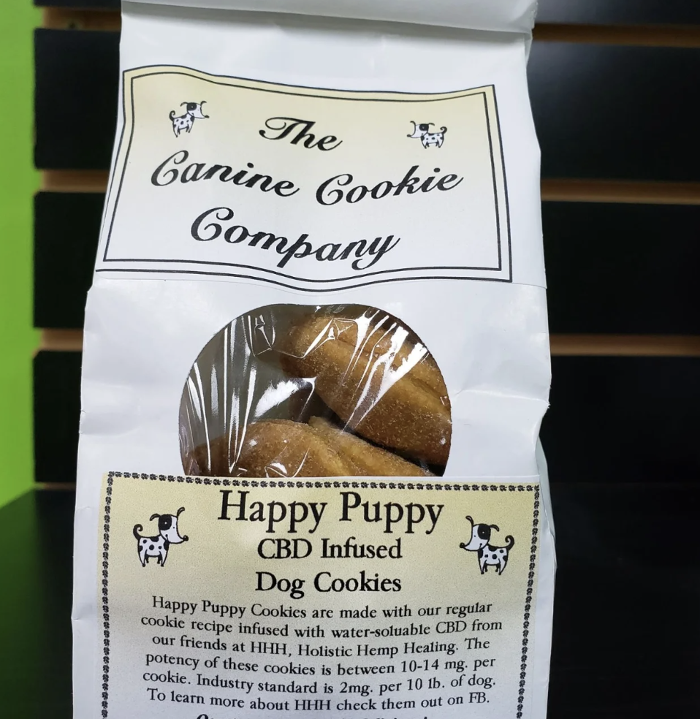 The
Canine Cookie
Company
Happy Puppy
CBD Infused
Dog Cookies
Happy Puppy Cookies are made with our regular
cookie recipe infused with water-soluable CBD from
our friends at HHH, Holistic Hemp Healing. The
potency of these cookies is between 10-14 mg. per
cookie. Industry standard is 2mg. per 10 lb. of dog.
To learn more about HHH check them out on FB.